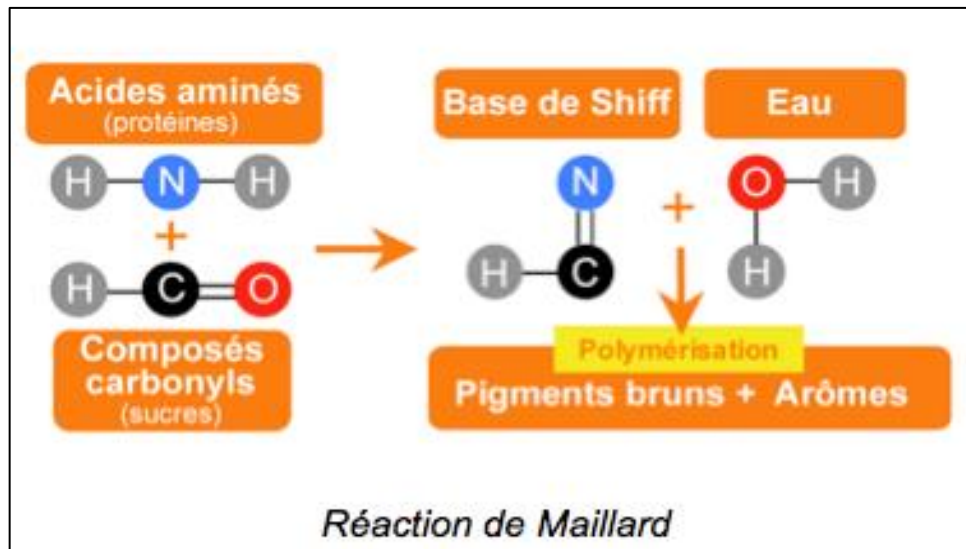 Acides aminés
(protéines)
H N H
+
H C O
Composés
carbonyls
(sucres)
Base de Shiff
N
H C
+
Eau
O H
H
Polymérisation
Pigments bruns + Arômes
Réaction de Maillard